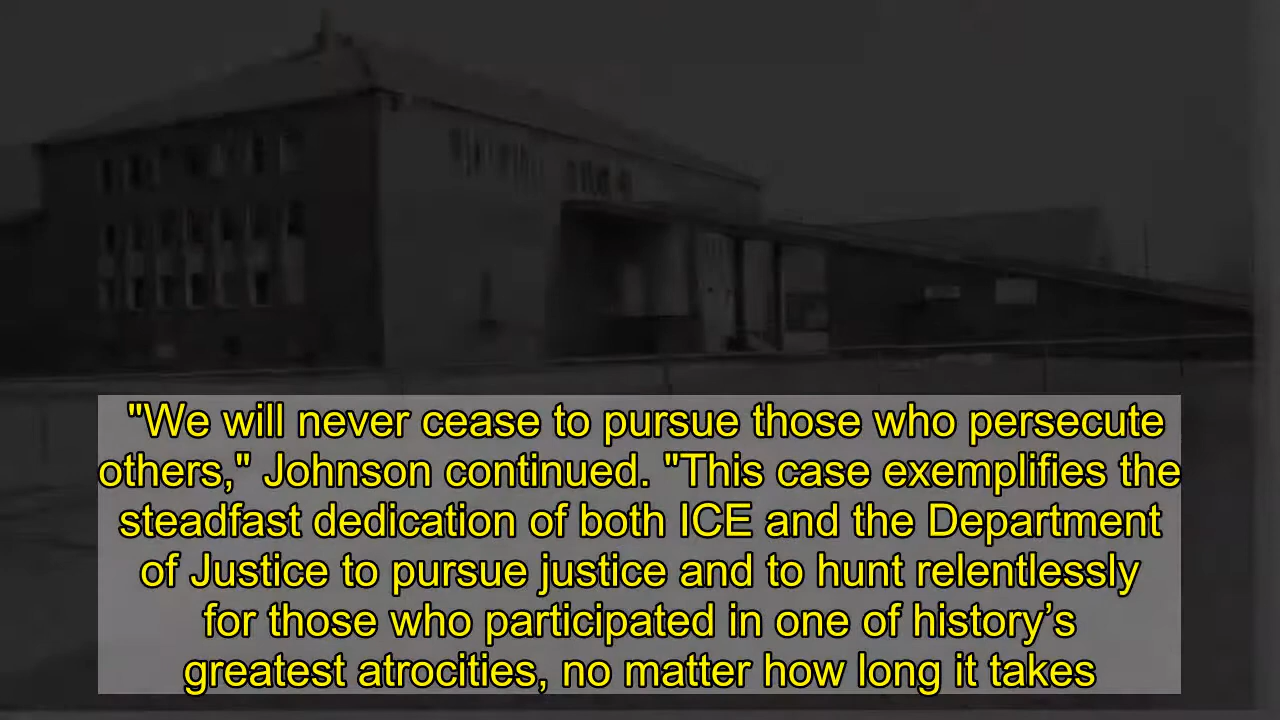 "We will never cease to pursue those who persecute
others," Johnson continued. "This case exemplifies the
steadfast dedication of both ICE and the Department
of Justice to pursue justice and to hunt relentlessly
for those who participated in one of history’s
greatest atrocities, no matter how long it takes